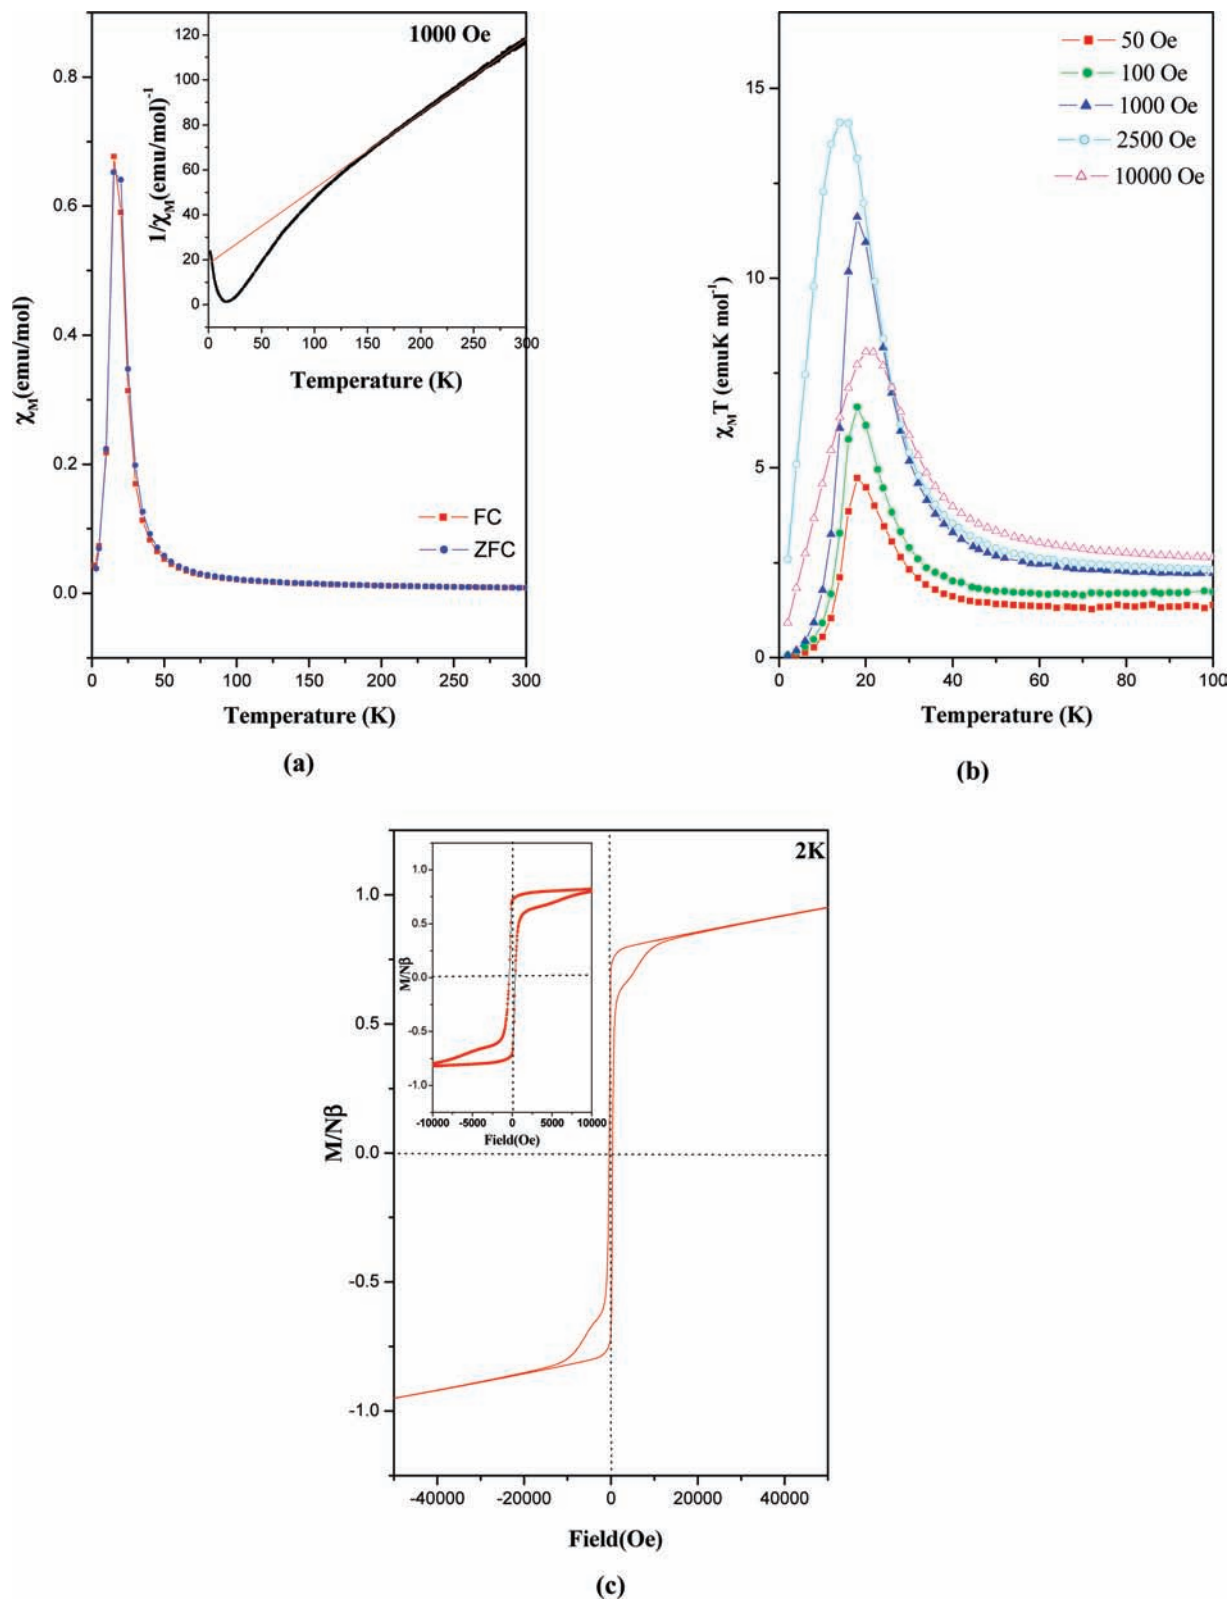 1000 Oe
120
100
80
60
40
20
0
1/χM(emu/mol)-1
0 50 100 150 200 250 300
Temperature (K)
0.8
0.6
0.4
0.2
0.0
χM(emu/mol)
FC
ZFC
0 50 100 150 200 250 300
Temperature (K)
(a)
50 Oe
100 Oe
1000 Oe
2500 Oe
10000 Oe
15
10
5
0
χMT (emuK mol-1)
0 20 40 60 80 100
Temperature (K)
(b)
2K
1.0
0.5
0.0
-0.5
-1.0
M/Nβ
-10000 -5000 0 5000 10000
Field(Oe)
1.0
0.5
0.0
-0.5
-1.0
M/Nβ
-40000 -20000 0 20000 40000
Field(Oe)
(c)